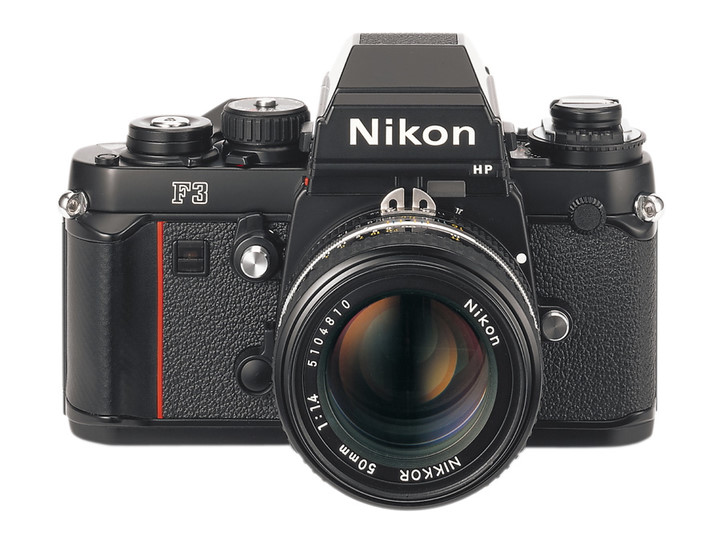 Nikon
HP
F3
Nikon
NIKKOR
50mm
1:1.4
5104810